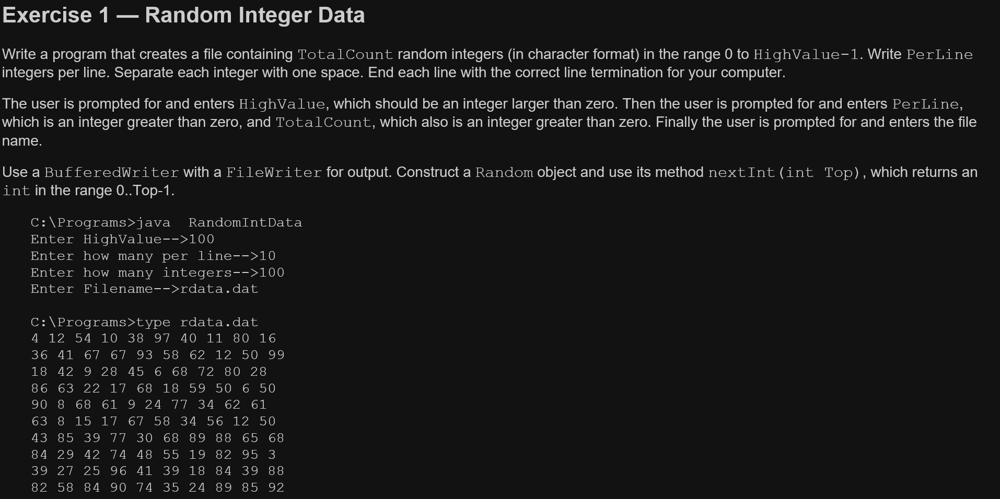 Exercise 1 — Random Integer Data
Write a program that creates a file containing TotalCount random integers (in character format) in the range 0 to HighValue-1. Write PerLine
integers per line. Separate each integer with one space. End each line with the correct line termination for your computer.
The user is prompted for and enters HighValue, which should be an integer larger than zero. Then the user is prompted for and enters PerLine,
which is an integer greater than zero, and TotalCount, which also is an integer greater than zero. Finally the user is prompted for and enters the file
name.
Use a BufferedWriter with a FileWriter for output. Construct a Random object and use its method nextInt(int Top), which returns an
int in the range 0..Top-1.
C:\Programs>java  RandomIntData
Enter HighValue-->100
Enter how many per line-->10
Enter how many integers-->100
Enter Filename-->rdata.dat
C:\Programs>type rdata.dat
4 12 54 10 38 97 40 11 80 16
36 41 67 67 93 58 62 12 50 99
18 42 9 28 45 6 68 72 80 28
86 63 22 17 68 18 59 50 6 50
90 8 68 61 9 24 77 34 62 61
63 8 15 17 67 58 34 56 12 50
43 85 39 77 30 68 89 88 65 68
84 29 42 74 48 55 19 82 95 3
39 27 25 96 41 39 18 84 39 88
82 58 84 90 74 35 24 89 85 92